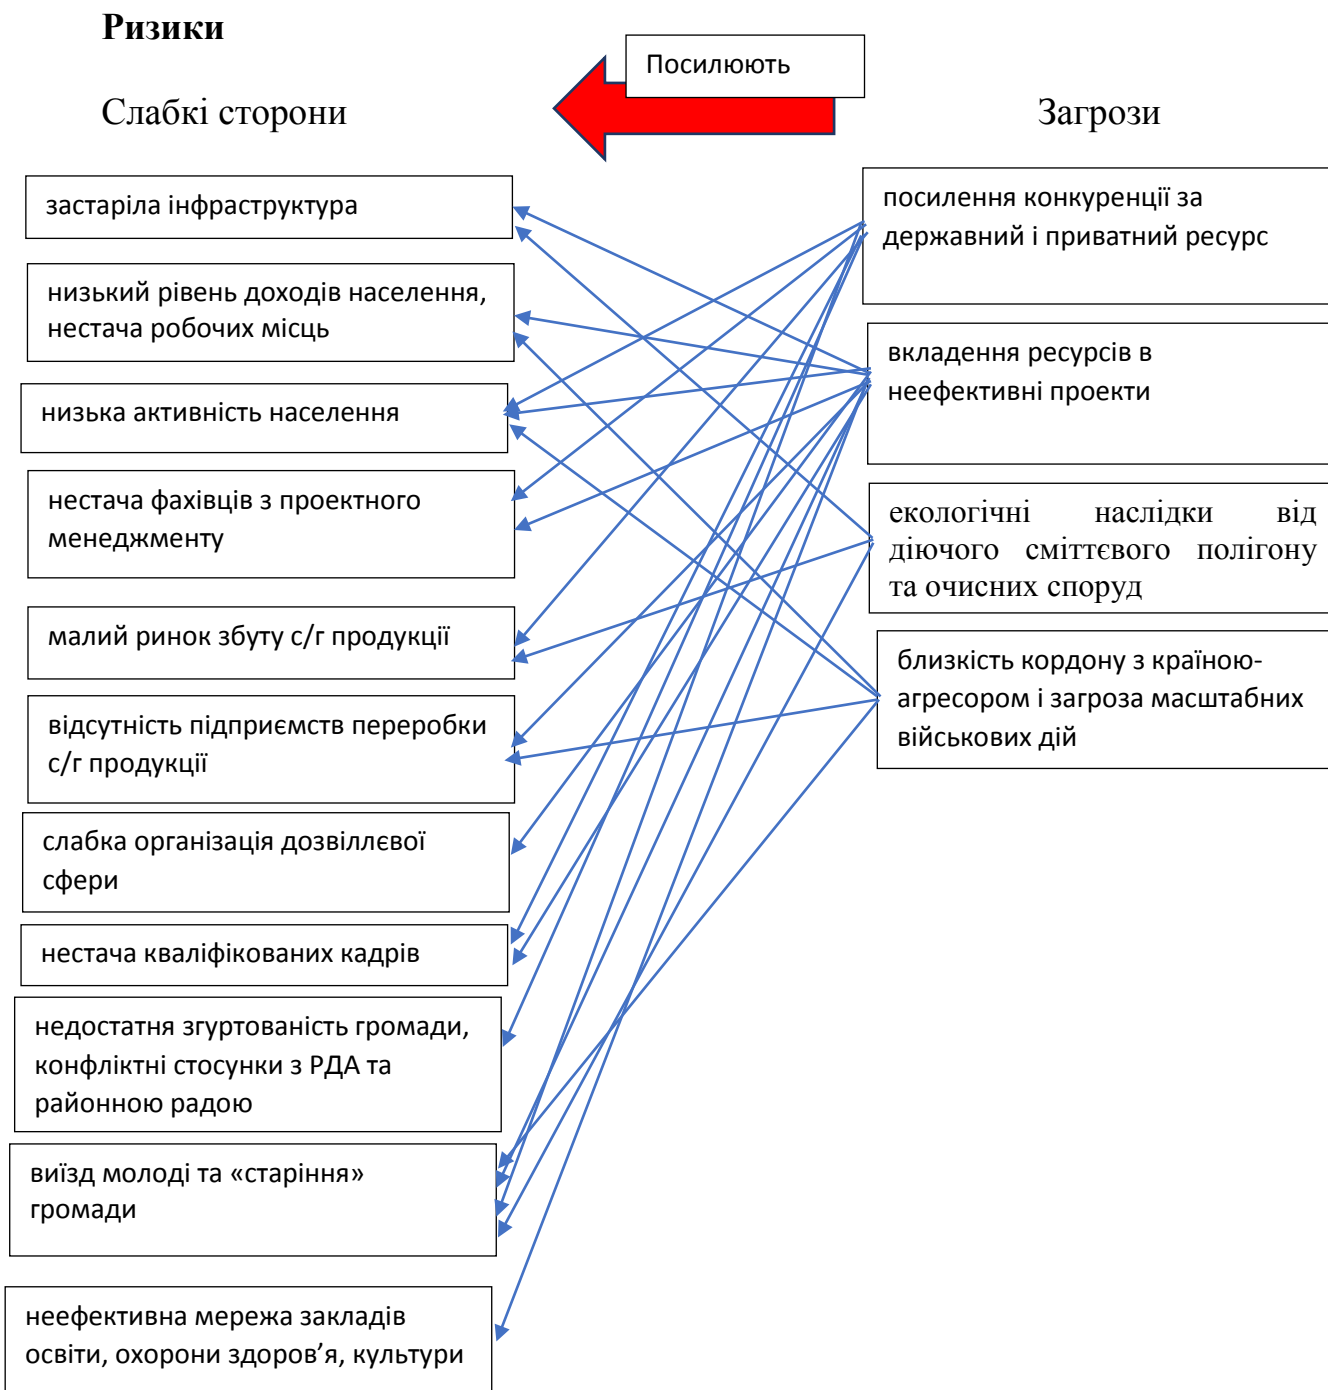 Ризики
Посилюють
Слабкі сторони
Загрози
застаріла інфраструктура
низький рівень доходів населення,
нестача робочих місць
низька активність населення
нестача фахівців з проектного
менеджменту
малий ринок збуту с/г продукції
відсутність підприємств переробки
с/г продукції
слабка організація дозвіллєвої
сфери
нестача кваліфікованих кадрів
недостатня згуртованість громади,
конфліктні стосунки з РДА та
районною радою
виїзд молоді та «старіння»
громади
неефективна мережа закладів
освіти, охорони здоров’я, культури
посилення конкуренції за
державний і приватний ресурс
вкладення ресурсів в
неефективні проекти
екологічні наслідки від
діючого сміттєвого полігону
та очисних споруд
близкість кордону з країною-
агресором і загроза масштабних
військових дій